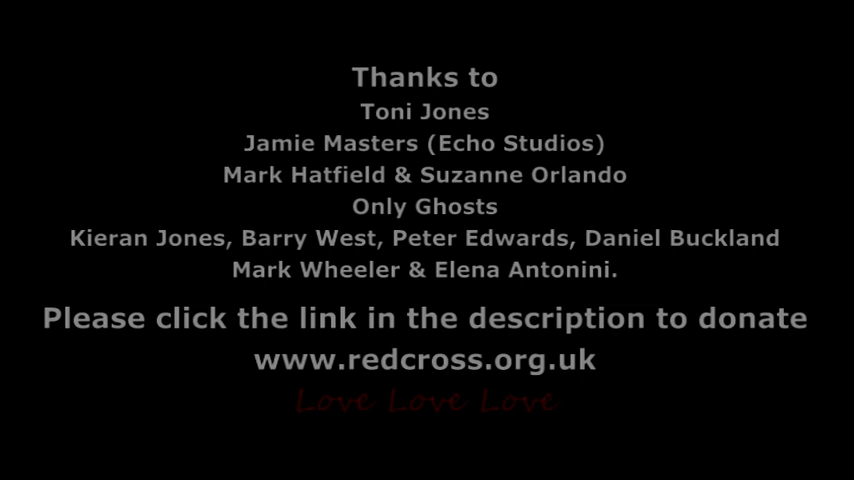 Thanks to
Toni Jones
Jamie Masters (Echo Studios)
Mark Hatfield & Suzanne Orlando
Only Ghosts
Kieran Jones, Barry West, Peter Edwards, Daniel Buckland
Mark Wheeler & Elena Antonini.
Please click the link in the description to donate
www.redcross.org.uk
Love Love Love